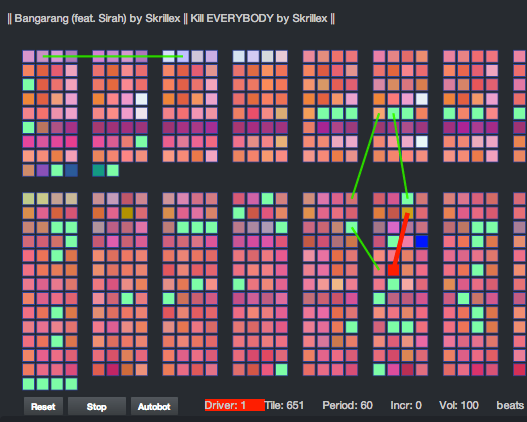 || Bangarang (feat. Sirah) by Skrillex || Kill EVERYBODY by Skrillex ||
Reset Stop Autobot Driver: 1 Tile: 651 Period: 60 Incr: 0 Vol: 100 beats